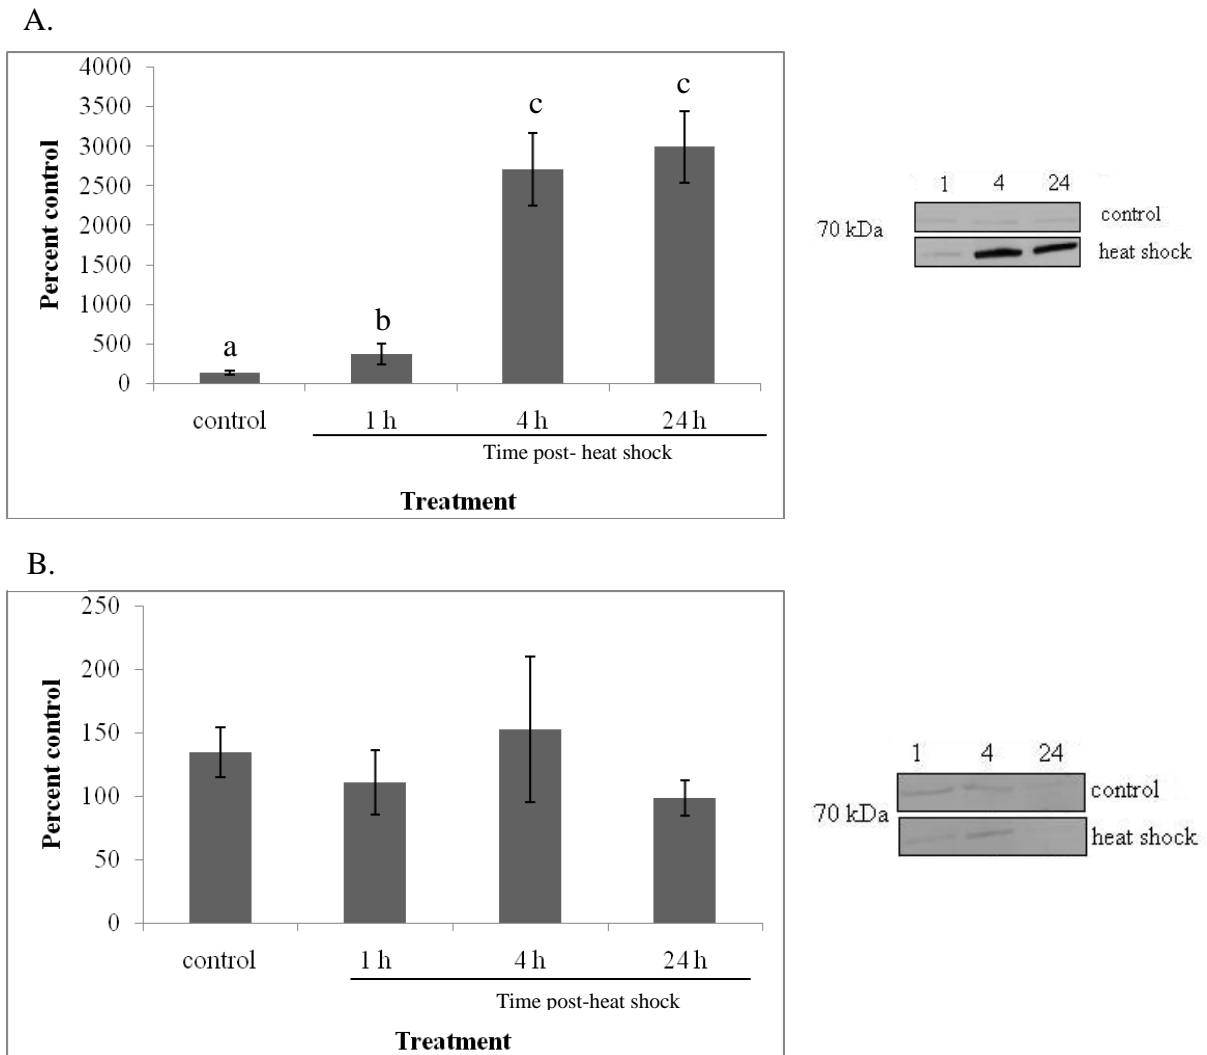 A.
4000
3500
3000
2500
2000
1500
1000
500
0
Percent control
a
b
c
c
control 1 h 4 h 24 h
Time post- heat shock
Treatment
1 4 24
70 kDa
control
heat shock
B.
250
200
150
100
50
0
Percent control
control 1 h 4 h 24 h
Time post-heat shock
Treatment
1 4 24
70 kDa
control
heat shock